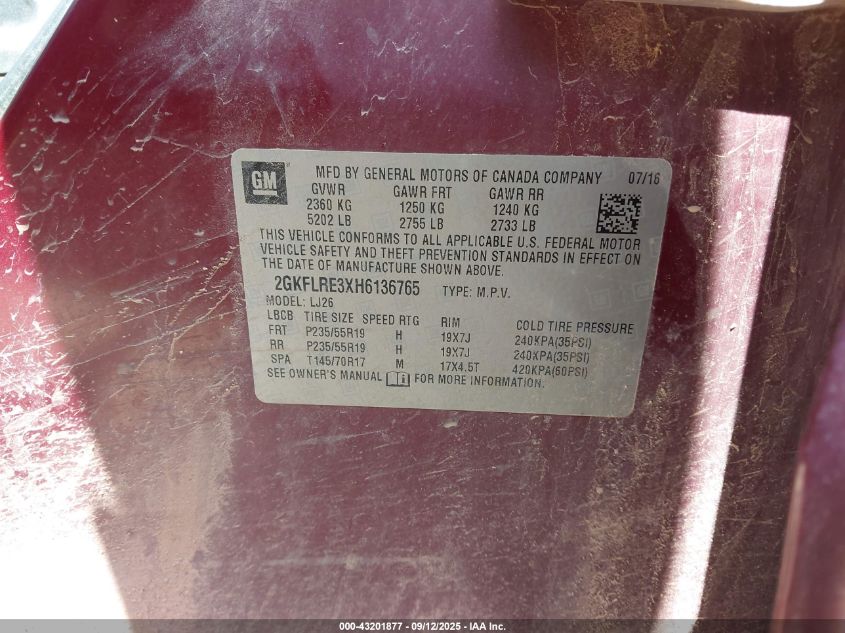 GM
MFD BY GENERAL MOTORS OF CANADA COMPANY 07/16
GVWR GAWR FRT GAWR RR
2360 KG 1250 KG 1240 KG
5202 LB 2755 LB 2733 LB
THIS VEHICLE CONFORMS TO ALL APPLICABLE U.S. FEDERAL MOTOR
VEHICLE SAFETY AND THEFT PREVENTION STANDARDS IN EFFECT ON
THE DATE OF MANUFACTURE SHOWN ABOVE.
2GKFLRE3XH6136765 TYPE: M.P.V.
MODEL: LJ26
LBCB TIRE SIZE SPEED RTG RIM COLD TIRE PRESSURE
FRT P235/55R19 H 19X7J 240KPA(35PSI)
RR P235/55R19 H 19X7J 240KPA(35PSI)
SPA T145/70R17 M 17X4.5T 420KPA(60PSI)
SEE OWNER'S MANUAL FOR MORE INFORMATION.
000-43201877 - 09/12/2025 - IAA Inc.